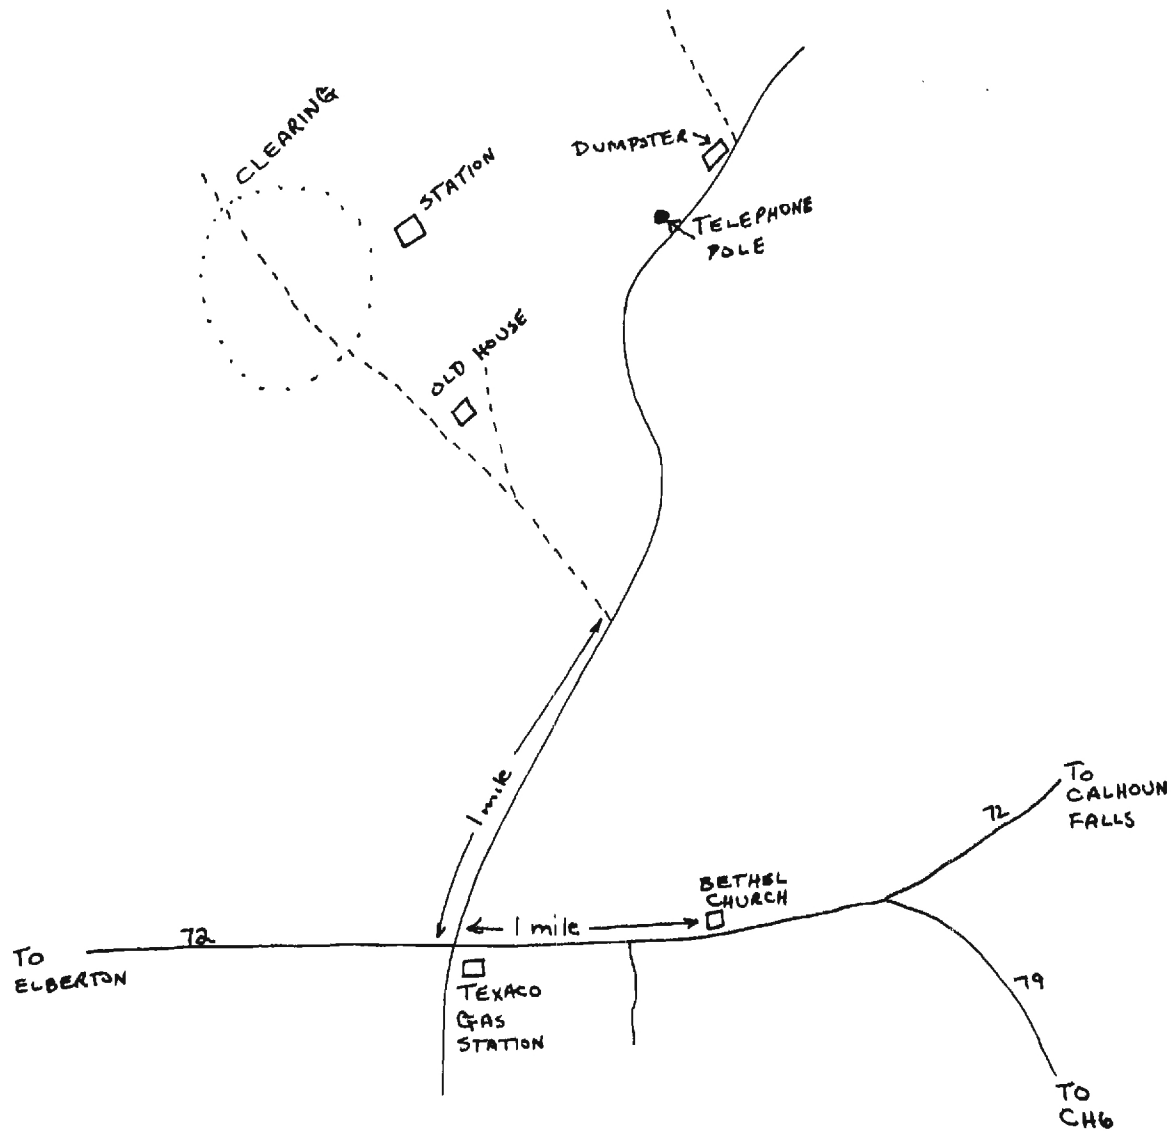 CLEARING
STATION
DUMPSTER
TELEPHONE
POLE
OLD HOUSE
1 mile
To
CALHOUN
FALLS
72
BETHEL
CHURCH
1 mile
72
To
ELBERTON
TEXACO
GAS
STATION
79
To
CHG